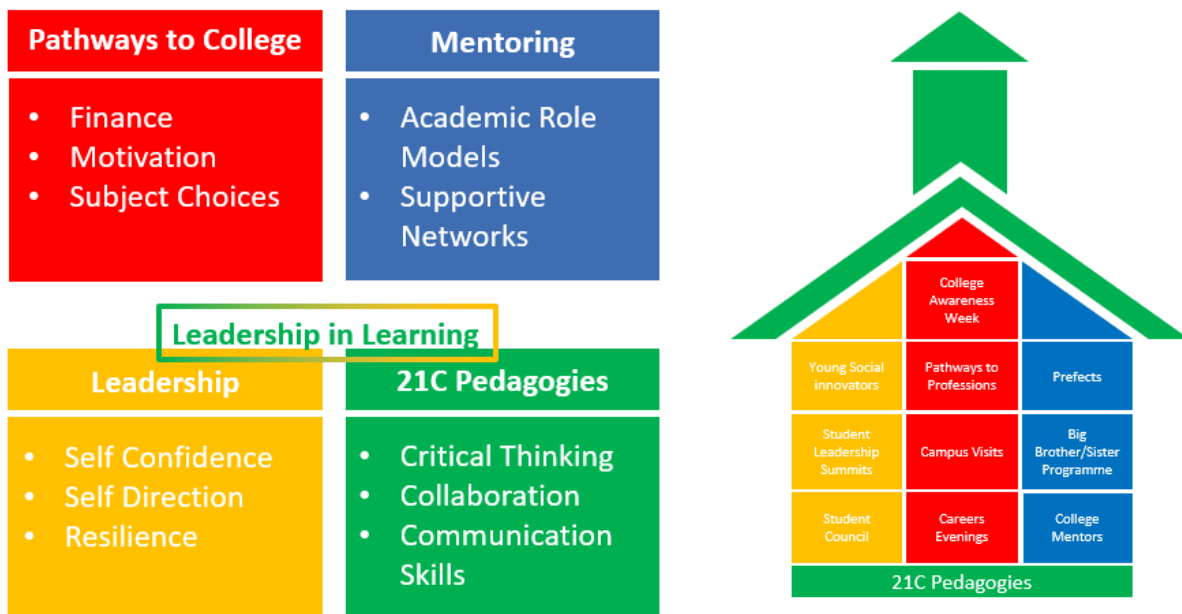 Pathways to College
• Finance
• Motivation
• Subject Choices
Mentoring
• Academic Role
Models
• Supportive
Networks
Leadership in Learning
Leadership
• Self Confidence
• Self Direction
• Resilience
21C Pedagogies
• Critical Thinking
• Collaboration
• Communication
Skills
College
Awareness
Week
Young Social
innovators
Pathways to
Professions
Prefects
Student
Leadership
Summits
Campus Visits
Big
Brother/Sister
Programme
Student
Council
Careers
Evenings
College
Mentors
21C Pedagogies